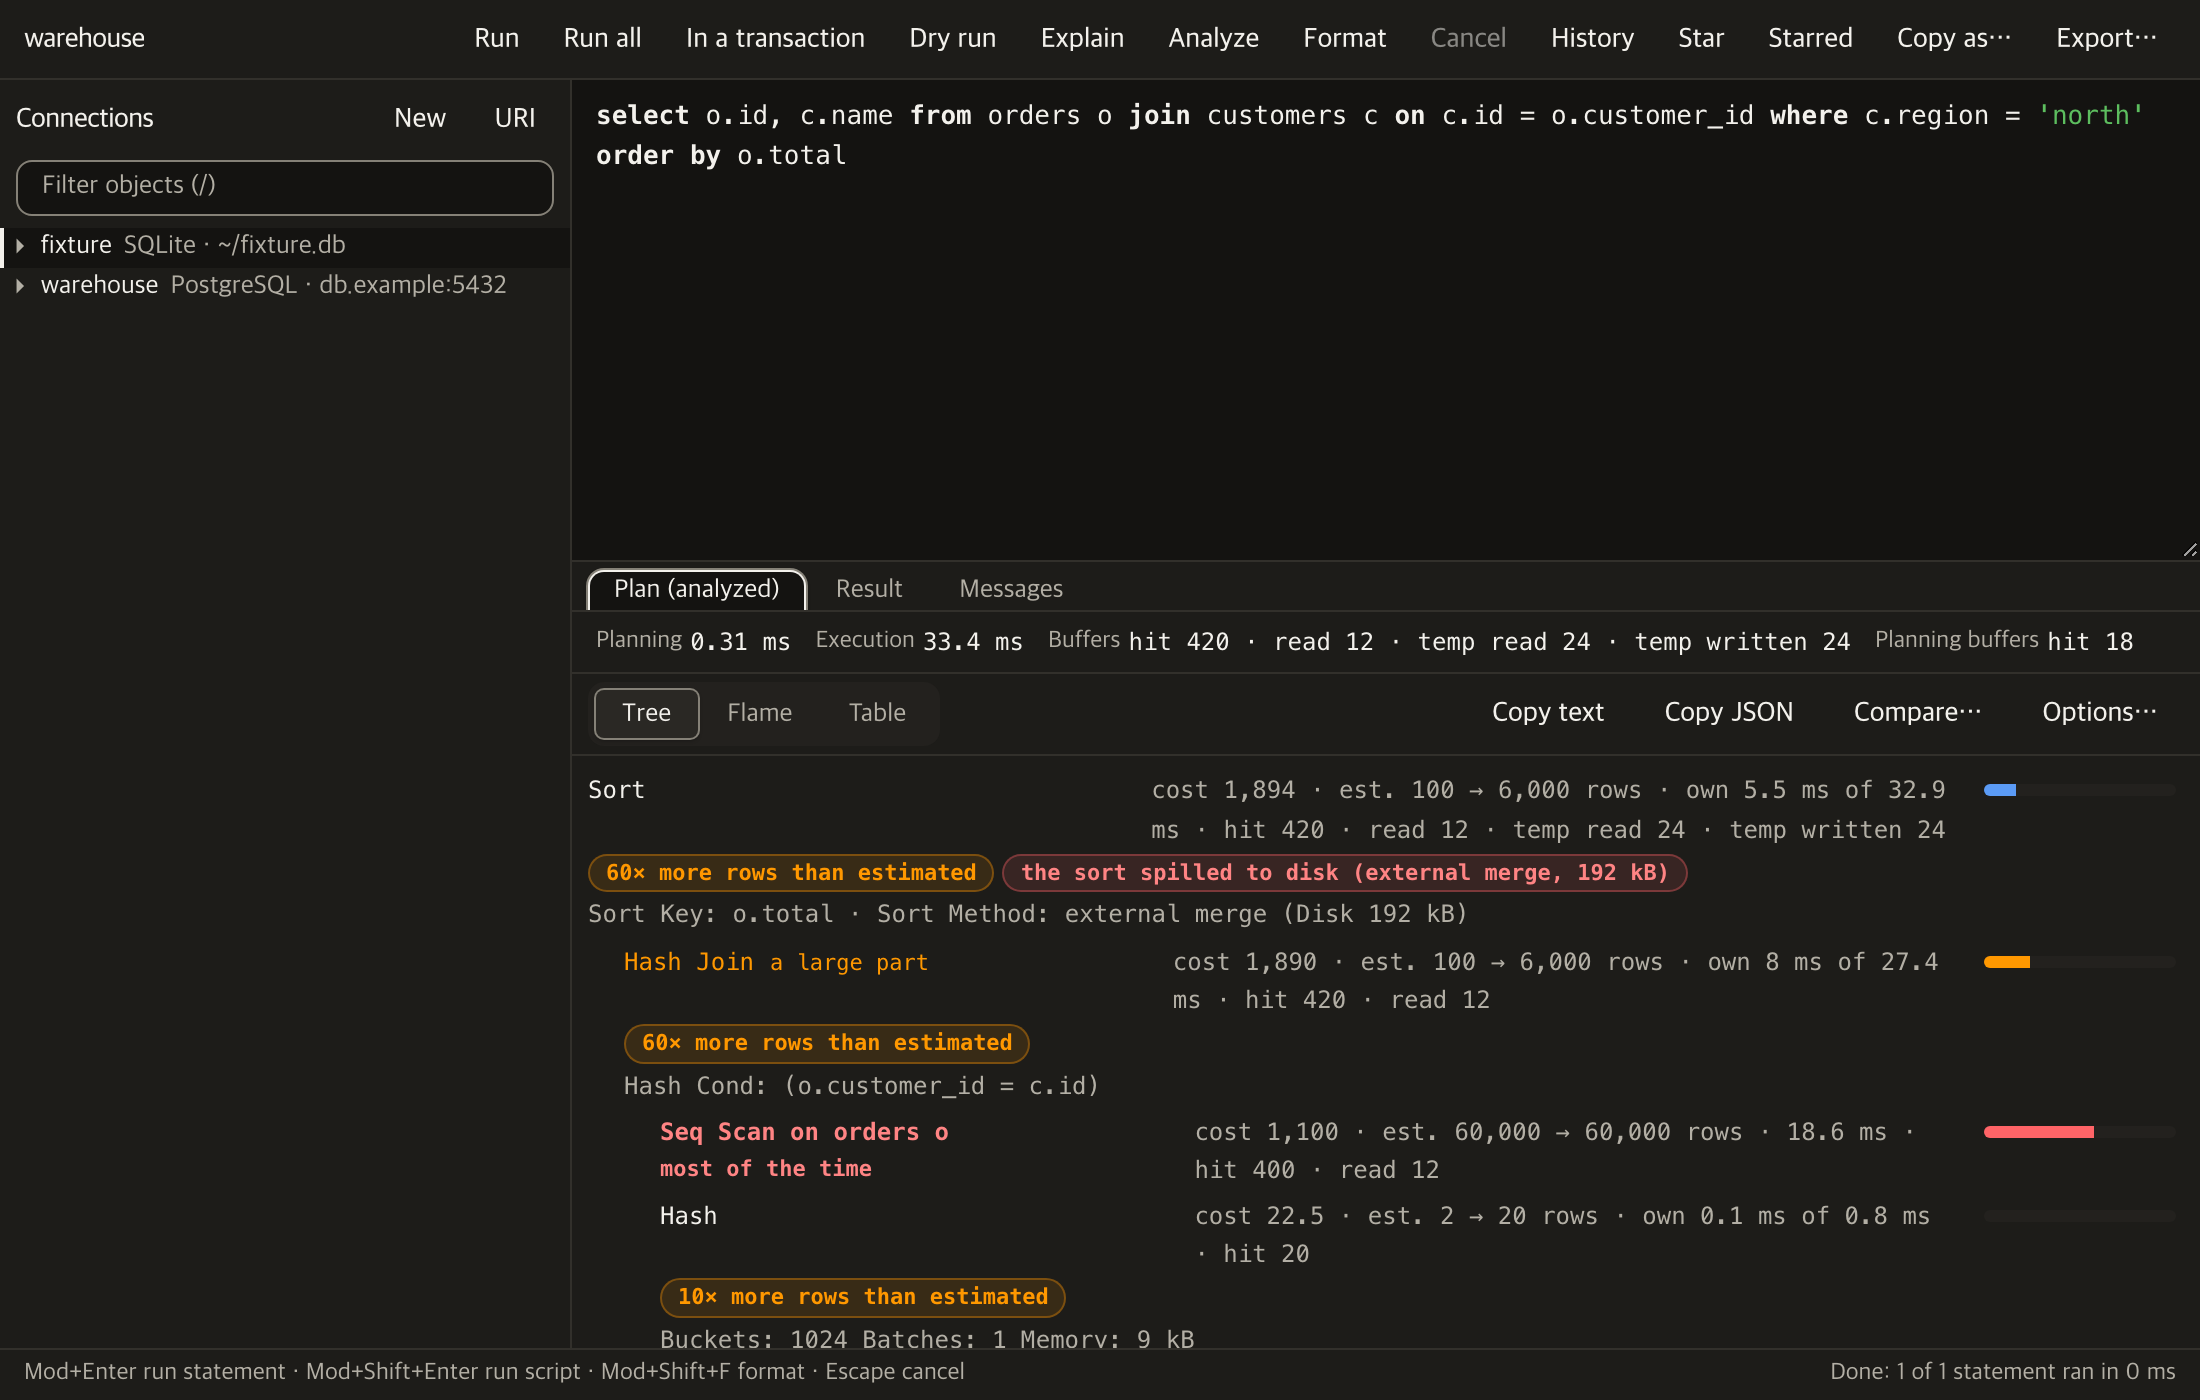 warehouse
Run Run all In a transaction Dry run Explain Analyze Format Cancel History Star Starred Copy as⋯ Export⋯
Connections New URI
Filter objects (/)
fixture SQLite · ~/fixture.db
warehouse PostgreSQL · db.example:5432
select o.id, c.name from orders o join customers c on c.id = o.customer_id where c.region = 'north'
order by o.total
Plan (analyzed) Result Messages
Planning 0.31 ms Execution 33.4 ms Buffers hit 420 · read 12 · temp read 24 · temp written 24 Planning buffers hit 18
Tree Flame Table Copy text Copy JSON Compare⋯ Options⋯
Sort cost 1,894 · est. 100 → 6,000 rows · own 5.5 ms of 32.9
ms · hit 420 · read 12 · temp read 24 · temp written 24
60× more rows than estimated the sort spilled to disk (external merge, 192 kB)
Sort Key: o.total · Sort Method: external merge (Disk 192 kB)
Hash Join a large part cost 1,890 · est. 100 → 6,000 rows · own 8 ms of 27.4
ms · hit 420 · read 12
60× more rows than estimated
Hash Cond: (o.customer_id = c.id)
Seq Scan on orders o cost 1,100 · est. 60,000 → 60,000 rows · 18.6 ms ·
most of the time hit 400 · read 12
Hash cost 22.5 · est. 2 → 20 rows · own 0.1 ms of 0.8 ms
· hit 20
10× more rows than estimated
Buckets: 1024 Batches: 1 Memory: 9 kB
Mod+Enter run statement · Mod+Shift+Enter run script · Mod+Shift+F format · Escape cancel Done: 1 of 1 statement ran in 0 ms